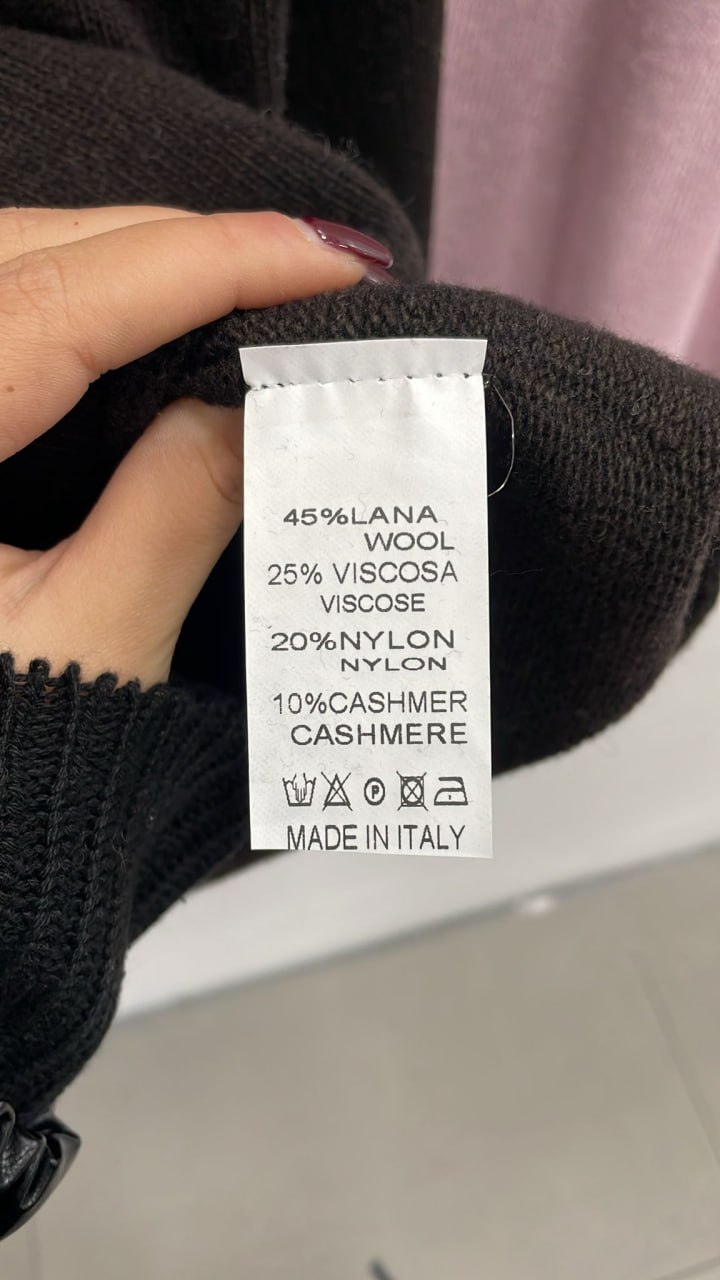 45%LANA
WOOL
25% VISCOSA
VISCOSE
20%NYLON
NYLON
10%CASHMER
CASHMERE
P
MADE IN ITALY